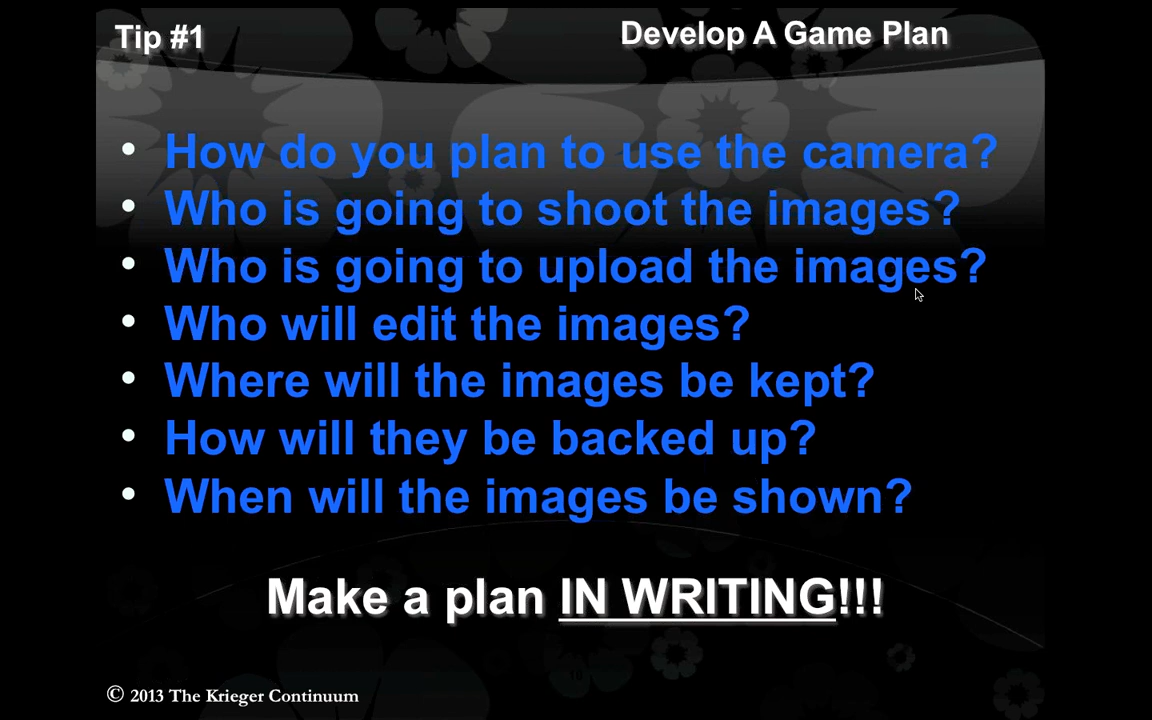 Tip #1
Develop A Game Plan
• How do you plan to use the camera?
• Who is going to shoot the images?
• Who is going to upload the images?
• Who will edit the images?
• Where will the images be kept?
• How will they be backed up?
• When will the images be shown?
Make a plan IN WRITING!!!
© 2013 The Krieger Continuum